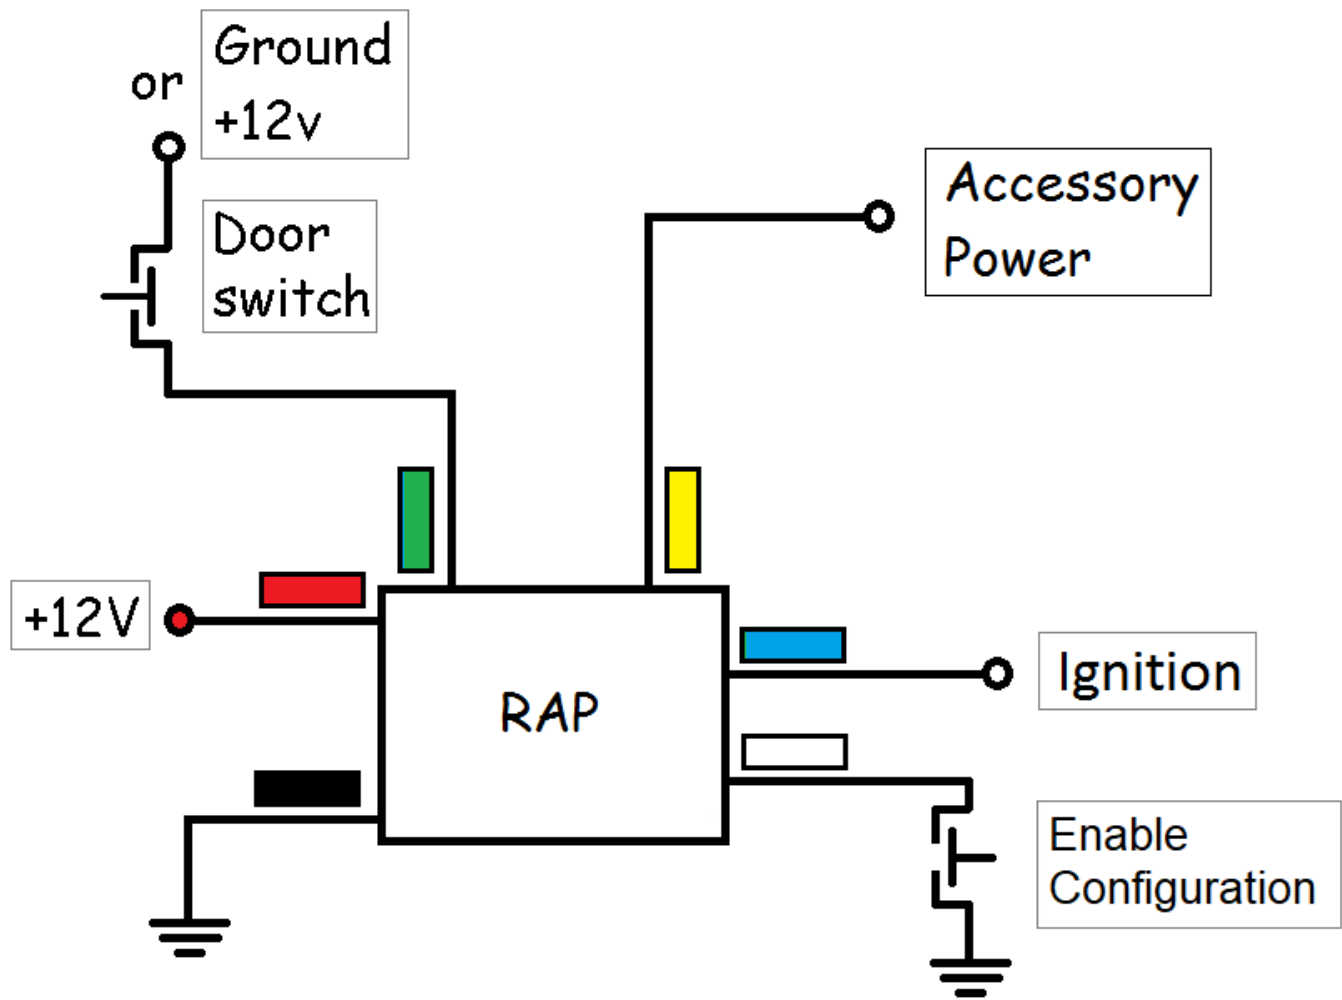 or
Ground
+12v
Door
switch
Accessory
Power
+12V
RAP
Ignition
Enable
Configuration